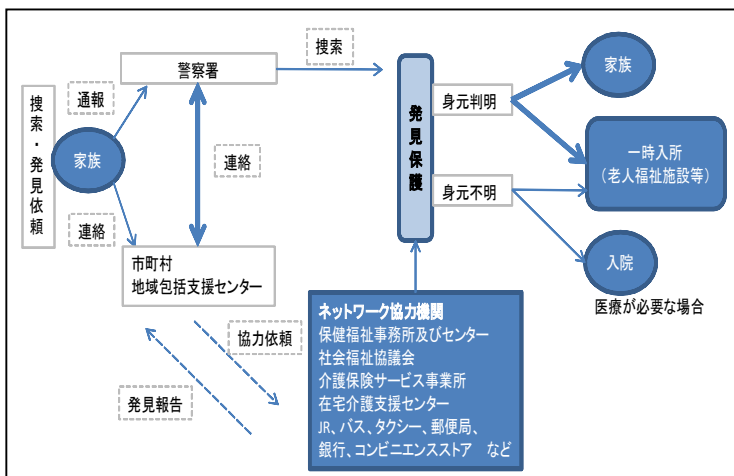 捜索・発見依頼
家族
通報
連絡
警察署
連絡
市町村
地域包括支援センター
協力依頼
発見報告
捜索
発見保護
身元判明
身元不明
家族
一時入所
(老人福祉施設等)
入院
医療が必要な場合
ネットワーク協力機関
保健福祉事務所及びセンター
社会福祉協議会
介護保険サービス事業所
在宅介護支援センター
JR、バス、タクシー、郵便局、
銀行、コンビニエンスストア　など